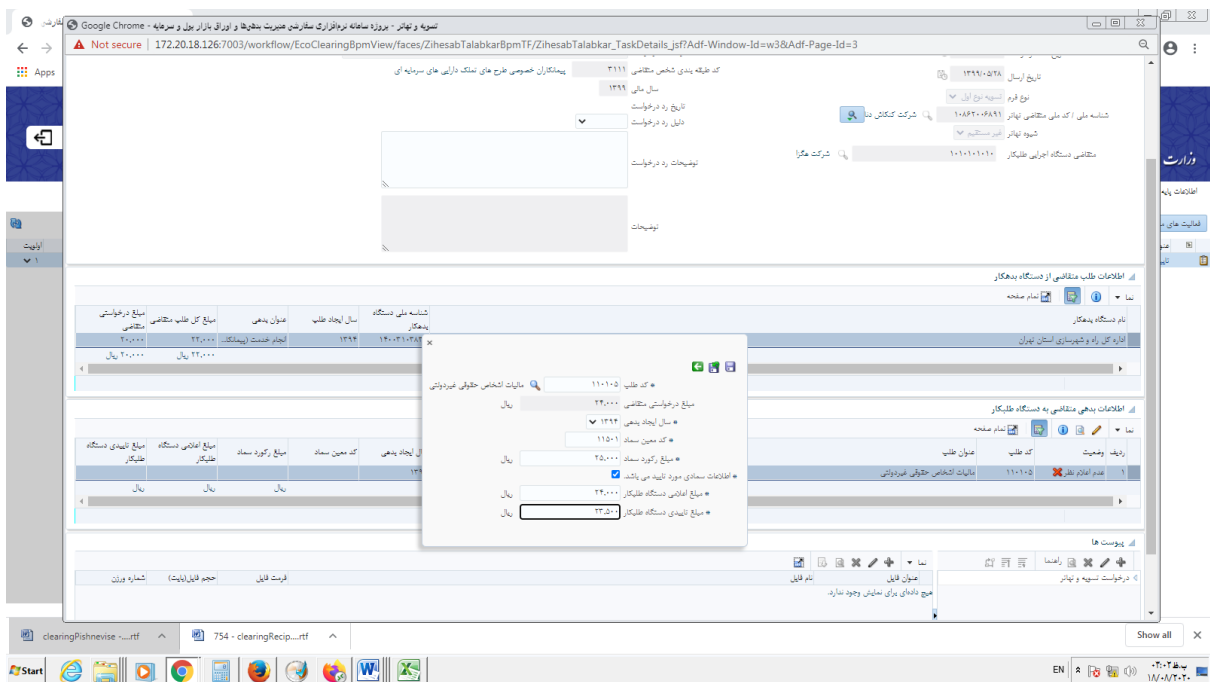 تسویه و تهاتر - پروژه سامانه نرم‌افزاری سفارشی مدیریت بدهی‌ها و اوراق بازار پول و سرمایه - Google Chrome
Not secure | 172.20.18.126:7003/workflow/EcoClearingBpmView/faces/ZihesabTalabkarBpmTF/ZihesabTalabkar_TaskDetails_jsf?Adf-Window-Id=w3&Adf-Page-Id=3
Apps
تاریخ ارسال ۱۳۹۹/۰۵/۲۸
کد طبقه بندی شخص متقاضی ۳۱۱۱ پیمانکاران خصوصی طرح های تملک دارایی های سرمایه ای
سال مالی ۱۳۹۹
نوع فرم تسویه نوع اول
تاریخ رد درخواست
شناسه ملی / کد ملی متقاضی تهاتر ۱۰۸۶۲۰۰۶۸۹۱ شرکت کنکاش دنا
دلیل رد درخواست
شیوه تهاتر غیر مستقیم
متقاضی دستگاه اجرایی طلبکار ۱۰۱۰۱۰۱۰۱۰ شرکت هگزا
توضیحات رد درخواست
توضیحات
وزارت
اطلاعات پایه
فعالیت های
اولویت
۱
اطلاعات طلب متقاضی از دستگاه بدهکار
نما تمام صفحه
نام دستگاه بدهکار
شناسه ملی دستگاه بدهکار
سال ایجاد طلب
عنوان بدهی
مبلغ کل طلب متقاضی
مبلغ درخواستی متقاضی
اداره کل راه و شهرسازی استان تهران
۱۳۹۴ انجام خدمت (پیمانکا... ۲۲,۰۰۰ ۲۰,۰۰۰
۲۲,۰۰۰ ریال ۲۰,۰۰۰ ریال
کد طلب ۱۱۰۱۰۵ مالیات اشخاص حقوقی غیردولتی
مبلغ درخواستی متقاضی ۲۴,۰۰۰ ریال
سال ایجاد بدهی ۱۳۹۴
کد معین سماد ۱۱۵۰۱
مبلغ رکورد سماد ۲۵,۰۰۰ ریال
اطلاعات سمادی مورد تایید می باشد.
مبلغ اعلامی دستگاه طلبکار ۲۴,۰۰۰ ریال
مبلغ تاییدی دستگاه طلبکار ۲۳,۵۰۰ ریال
اطلاعات بدهی متقاضی به دستگاه طلبکار
نما تمام صفحه
ردیف وضعیت کد طلب عنوان طلب
ایجاد بدهی کد معین سماد مبلغ رکورد سماد مبلغ اعلامی دستگاه طلبکار مبلغ تاییدی دستگاه طلبکار
۱ عدم اعلام نظر ۱۱۰۱۰۵ مالیات اشخاص حقوقی غیردولتی
ریال ریال ریال
پیوست ها
راهنما
نما
درخواست تسویه و تهاتر
عنوان فایل نام فایل فرمت فایل حجم فایل(بایت) شماره ورژن
هیچ داده‌ای برای نمایش وجود ندارد.
clearingPishnevise -....rtf
754 - clearingRecip....rtf
Show all
Start
EN